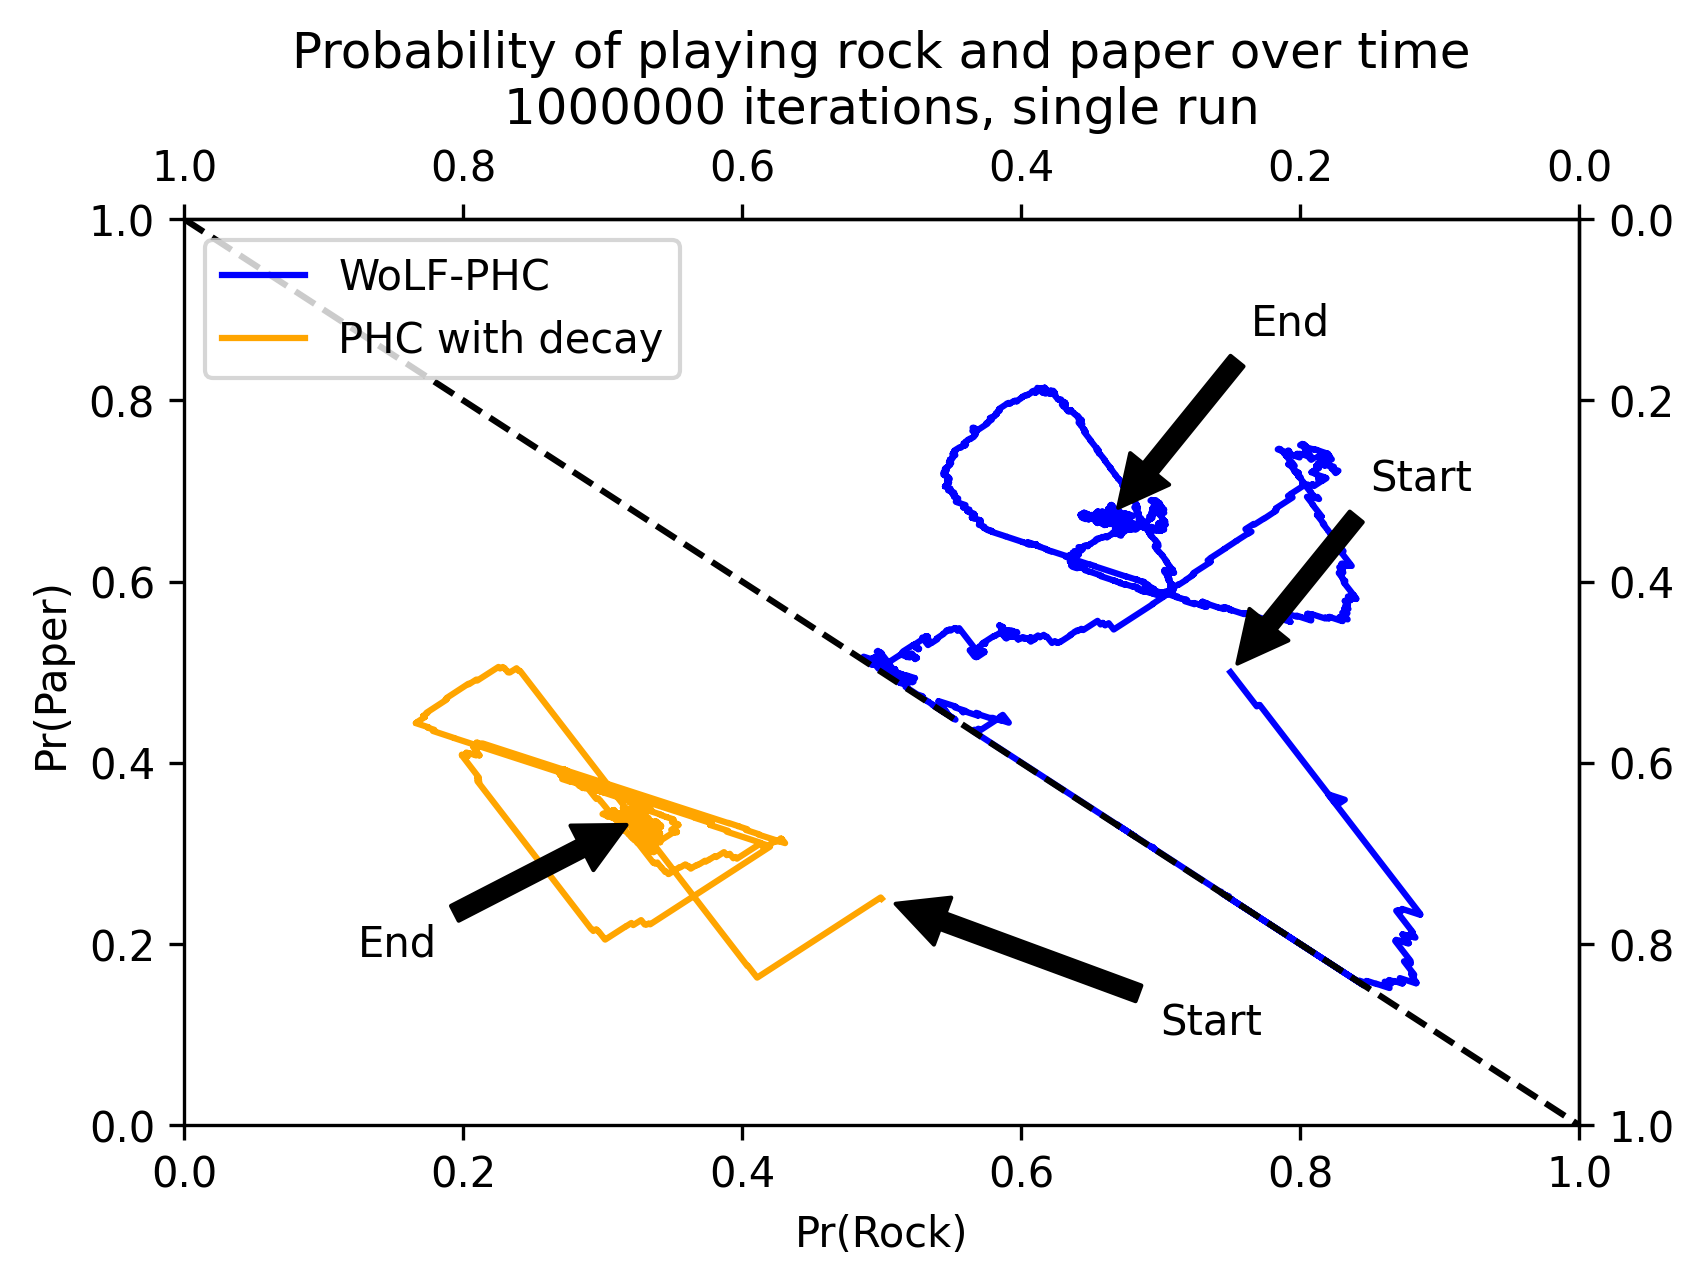 Probability of playing rock and paper over time
1000000 iterations, single run
1.0 0.8 0.6 0.4 0.2 0.0
1.0 0.0
WoLF-PHC
PHC with decay
End
0.8 0.2
Start
0.6 0.4
Pr(Paper)
0.4 0.6
End
0.2 0.8
Start
0.0 1.0
0.0 0.2 0.4 0.6 0.8 1.0
Pr(Rock)